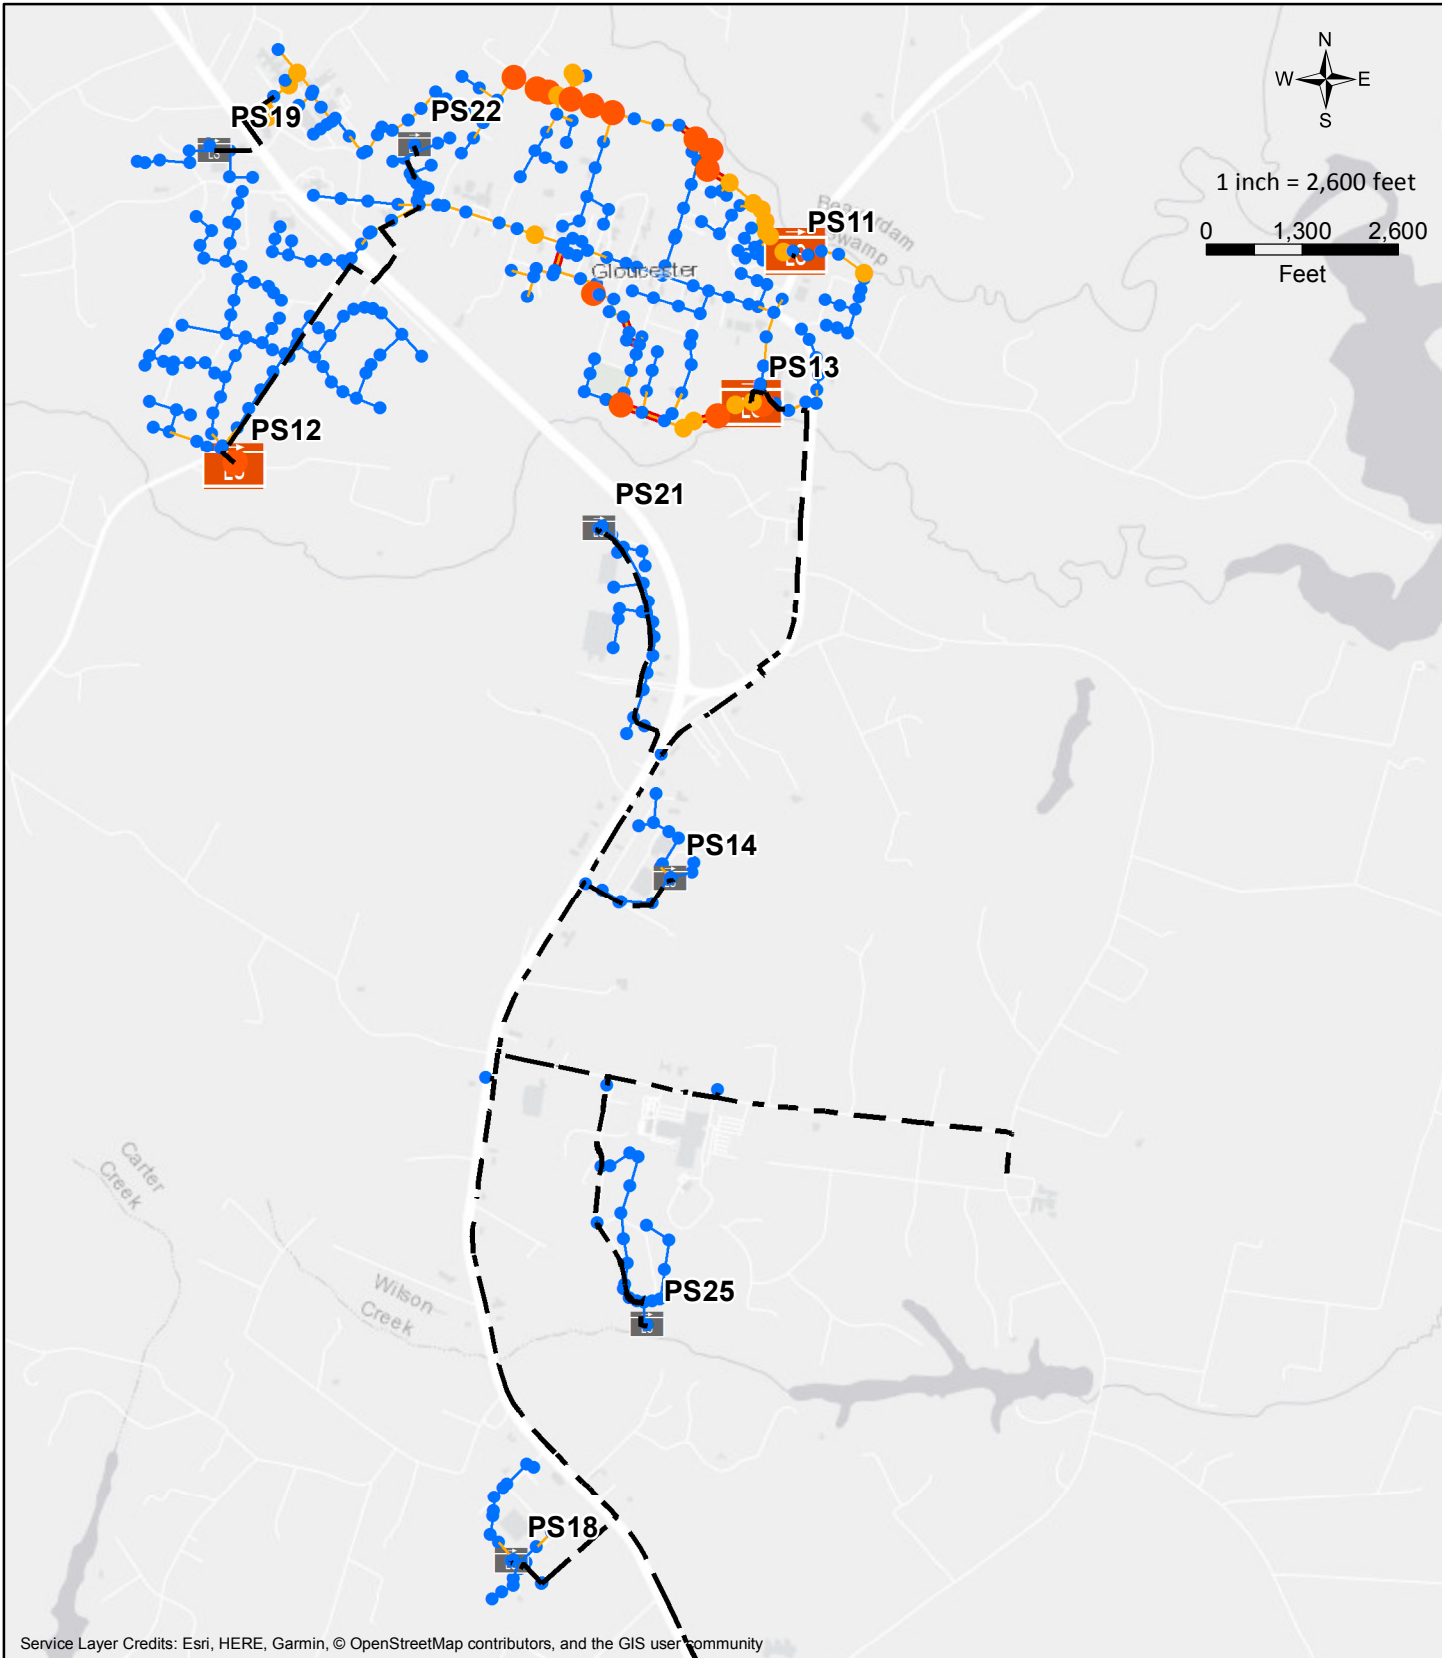 N
W E
S
1 inch = 2,600 feet
0 1,300 2,600
Feet
PS19
PS22
PS11
Beaverdam
Swamp
Gloucester
PS13
PS12
PS21
PS14
Carter
Creek
Wilson
Creek
PS25
PS18
Service Layer Credits: Esri, HERE, Garmin, © OpenStreetMap contributors, and the GIS user community